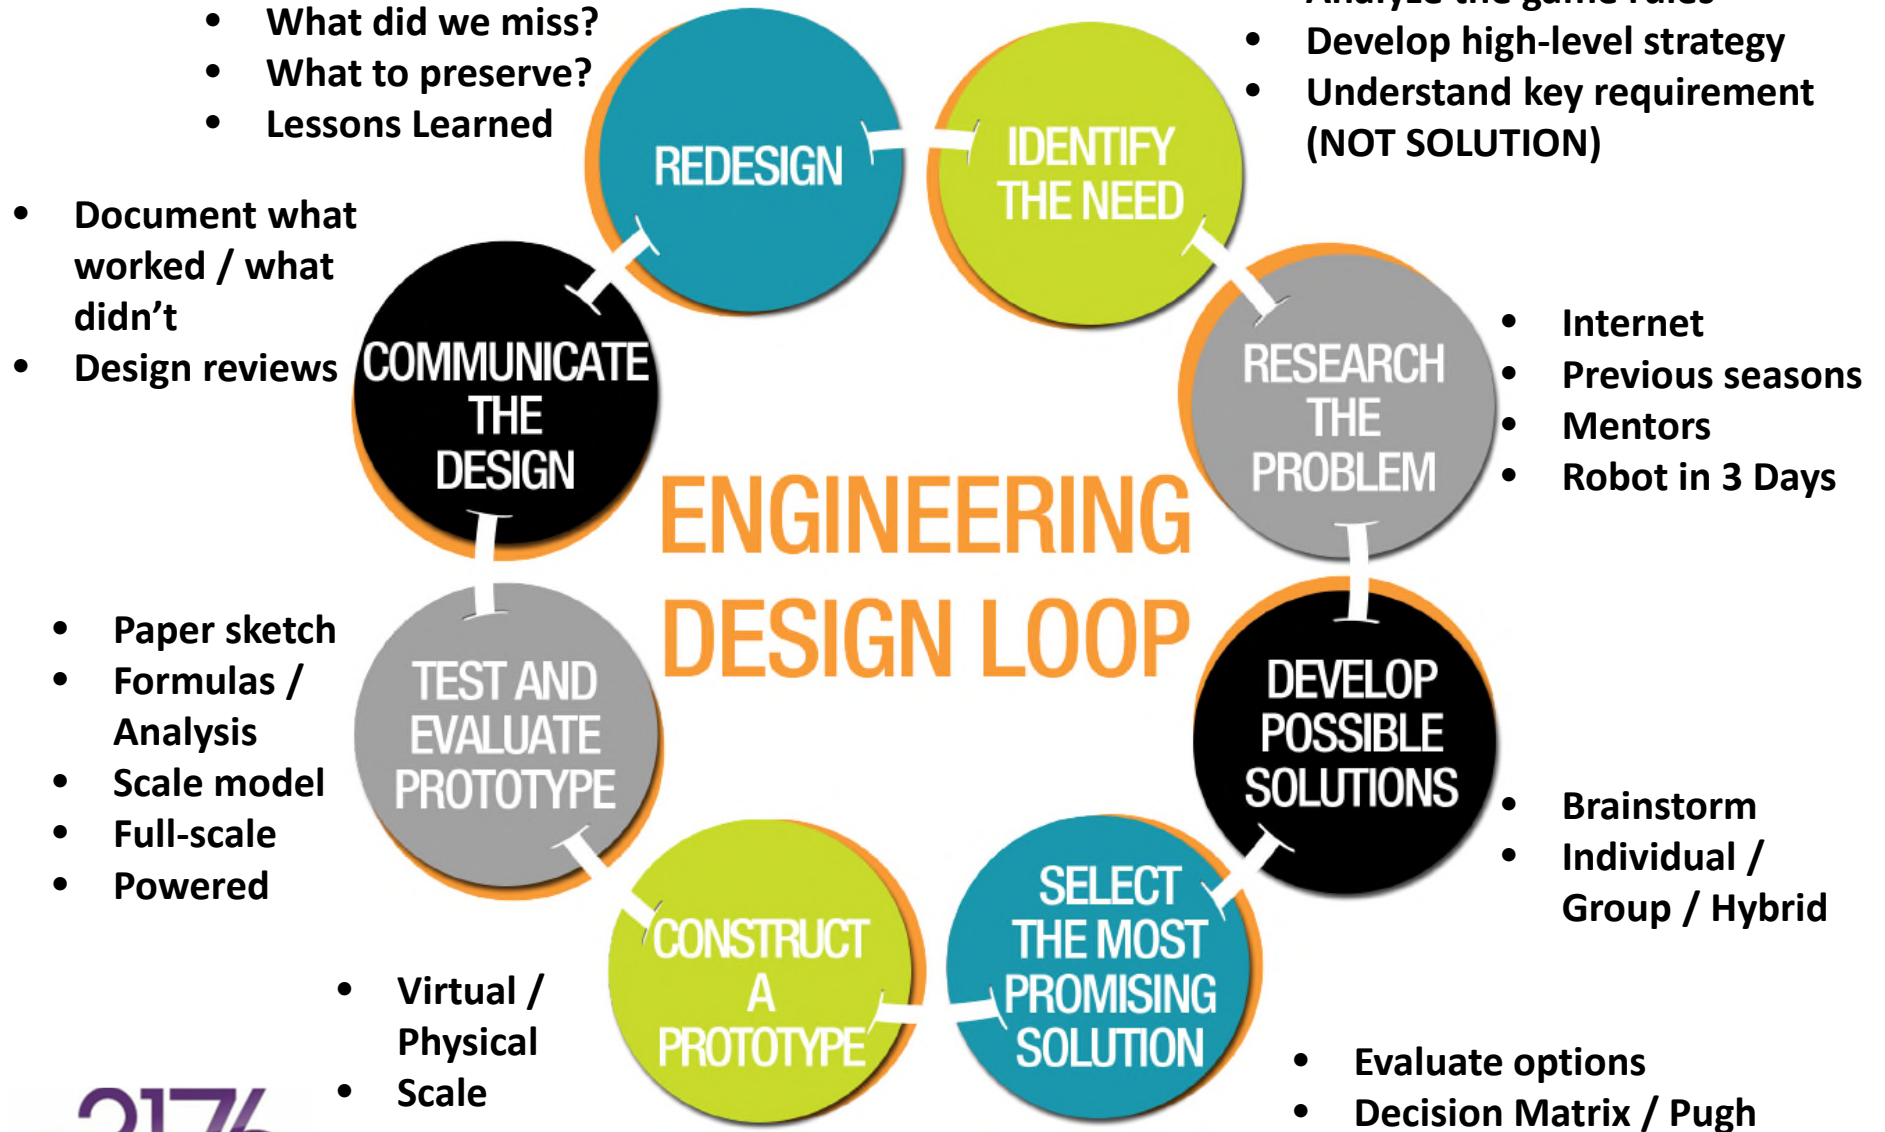 • What did we miss?
• What to preserve?
• Lessons Learned
REDESIGN
Analyze the game rules
• Develop high-level strategy
• Understand key requirement
(NOT SOLUTION)
IDENTIFY
THE NEED
RESEARCH
THE
PROBLEM
• Internet
• Previous seasons
• Mentors
• Robot in 3 Days
DEVELOP
POSSIBLE
SOLUTIONS
• Brainstorm
• Individual /
Group / Hybrid
SELECT
THE MOST
PROMISING
SOLUTION
• Evaluate options
• Decision Matrix / Pugh
CONSTRUCT
A
PROTOTYPE
• Virtual /
Physical
• Scale
TEST AND
EVALUATE
PROTOTYPE
• Paper sketch
• Formulas /
Analysis
• Scale model
• Full-scale
• Powered
COMMUNICATE
THE
DESIGN
• Document what
worked / what
didn’t
• Design reviews
ENGINEERING
DESIGN LOOP